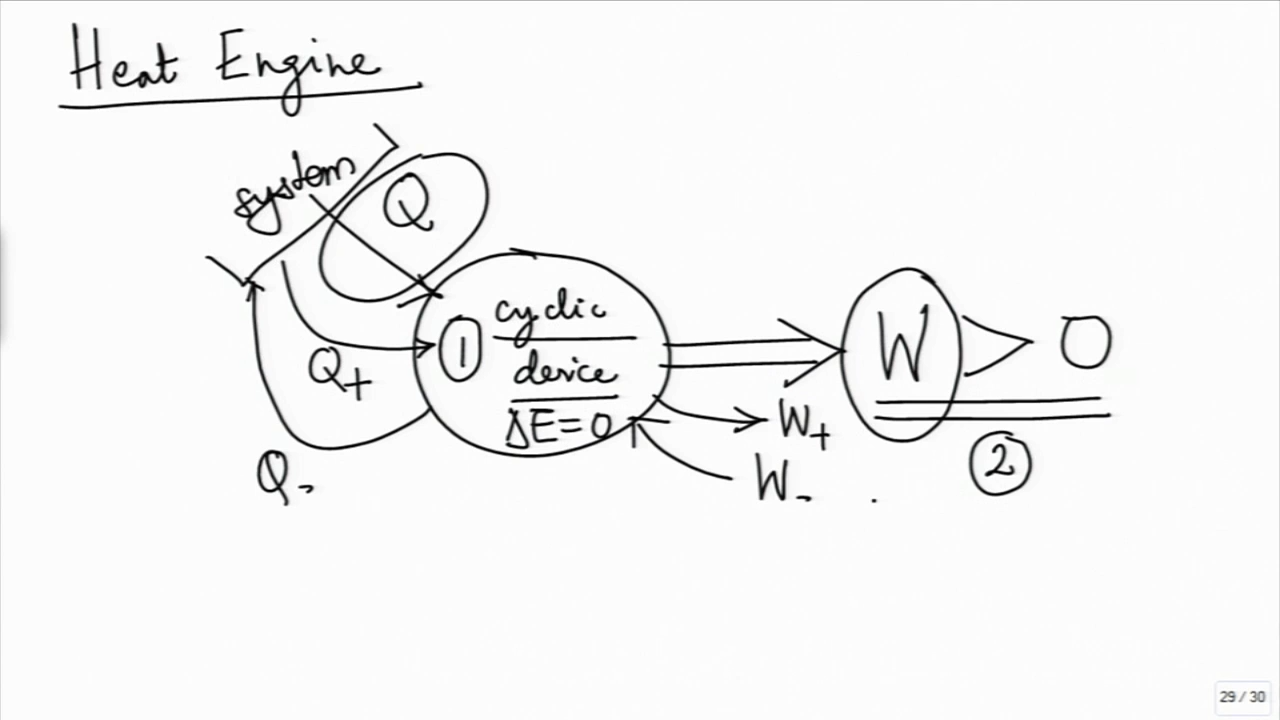 Heat Engine
system
Q
① cyclic
device
ΔE = 0
W > 0
②
Q+
Q-
W+
W-
29 / 30